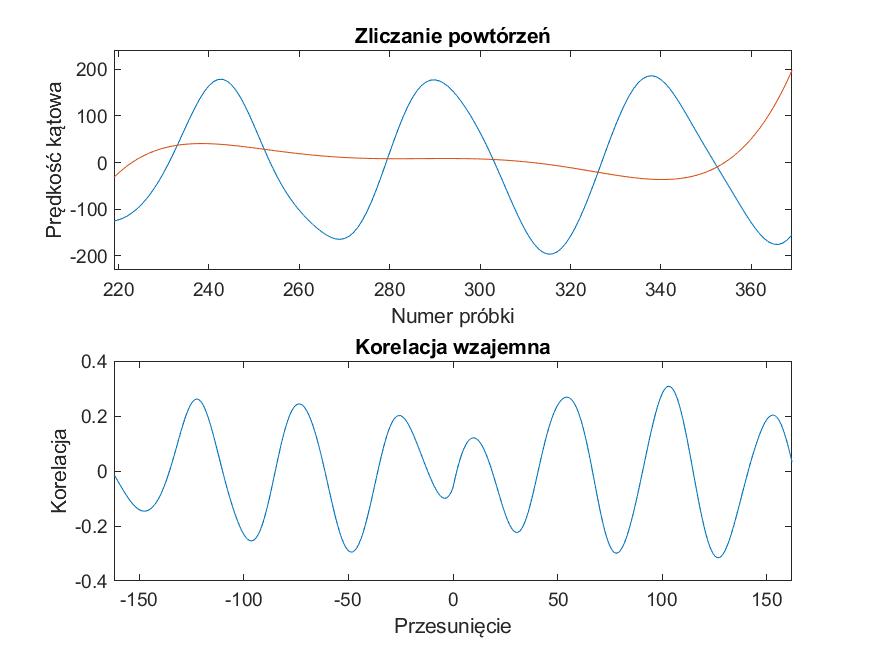 Zliczanie powtórzeń
200
100
0
-100
-200
Prędkość kątowa
220 240 260 280 300 320 340 360
Numer próbki
Korelacja wzajemna
0.4
0.2
0
-0.2
-0.4
Korelacja
-150 -100 -50 0 50 100 150
Przesunięcie